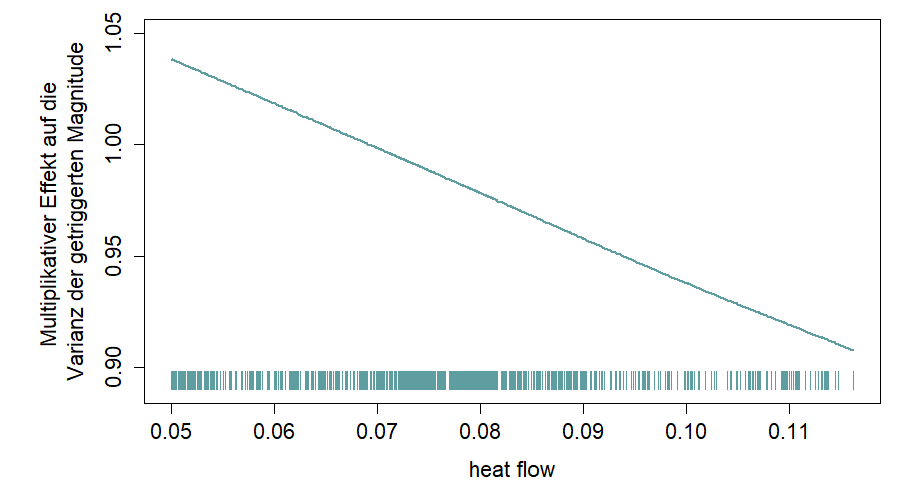 Multiplikativer Effekt auf die
Varianz der getriggerten Magnitude
1.05
1.00
0.95
0.90
0.05 0.06 0.07 0.08 0.09 0.10 0.11
heat flow